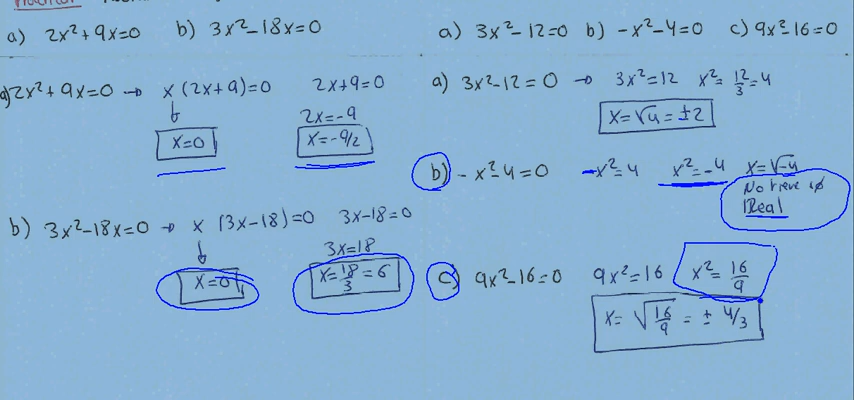 a) 2x²+9x=0 b) 3x²-18x=0
a) 2x²+9x=0 → x (2x+9)=0 2x+9=0
2x=-9
x=0 x=-9/2
b) 3x²-18x=0 → x (3x-18)=0 3x-18=0
3x=18
x=0 x=18/3=6
a) 3x²-12=0 b) -x²-4=0 c) 9x²-16=0
a) 3x²-12=0 → 3x²=12 x²=12/3=4
x=√4=±2
b) -x²-4=0 -x²=4 x²=-4 x=√-4
No tiene sol
Real
c) 9x²-16=0 9x²=16 x²=16/9
x=√16/9=±4/3